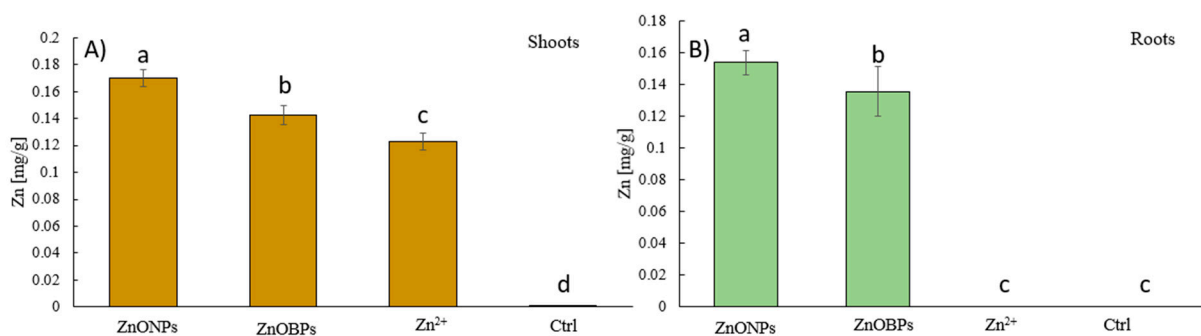 A)
Shoots
Zn [mg/g]
0.2
0.18
0.16
0.14
0.12
0.1
0.08
0.06
0.04
0.02
0
a
b
c
d
ZnONPs
ZnOBPs
Zn²⁺
Ctrl
B)
Roots
Zn [mg/g]
0.18
0.16
0.14
0.12
0.1
0.08
0.06
0.04
0.02
0
a
b
c
c
ZnONPs
ZnOBPs
Zn²⁺
Ctrl